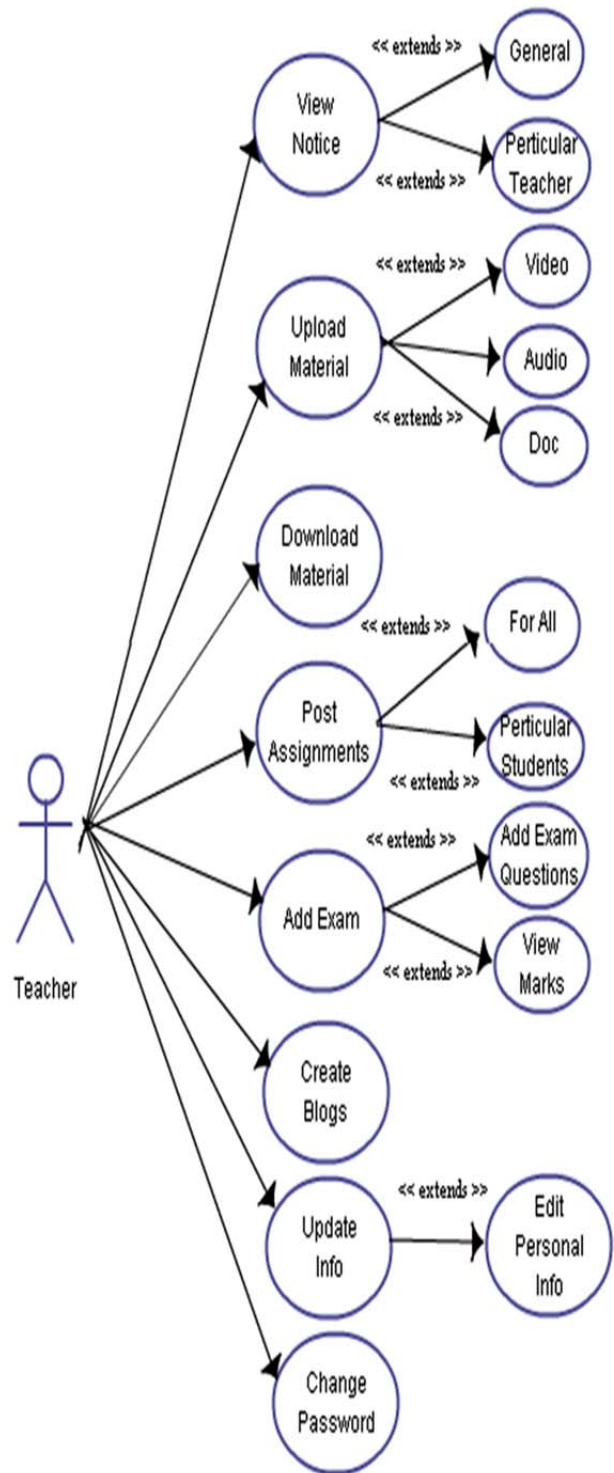 << extends >>
General
View
Notice
Perticular
Teacher
<< extends >>
<< extends >>
Video
Upload
Material
Audio
<< extends >>
Doc
Download
Material
<< extends >>
For All
Post
Assignments
Perticular
Students
<< extends >>
<< extends >>
Add Exam
Questions
Add Exam
<< extends >>
View
Marks
Teacher
Create
Blogs
<< extends >>
Update
Info
Edit
Personal
Info
Change
Password